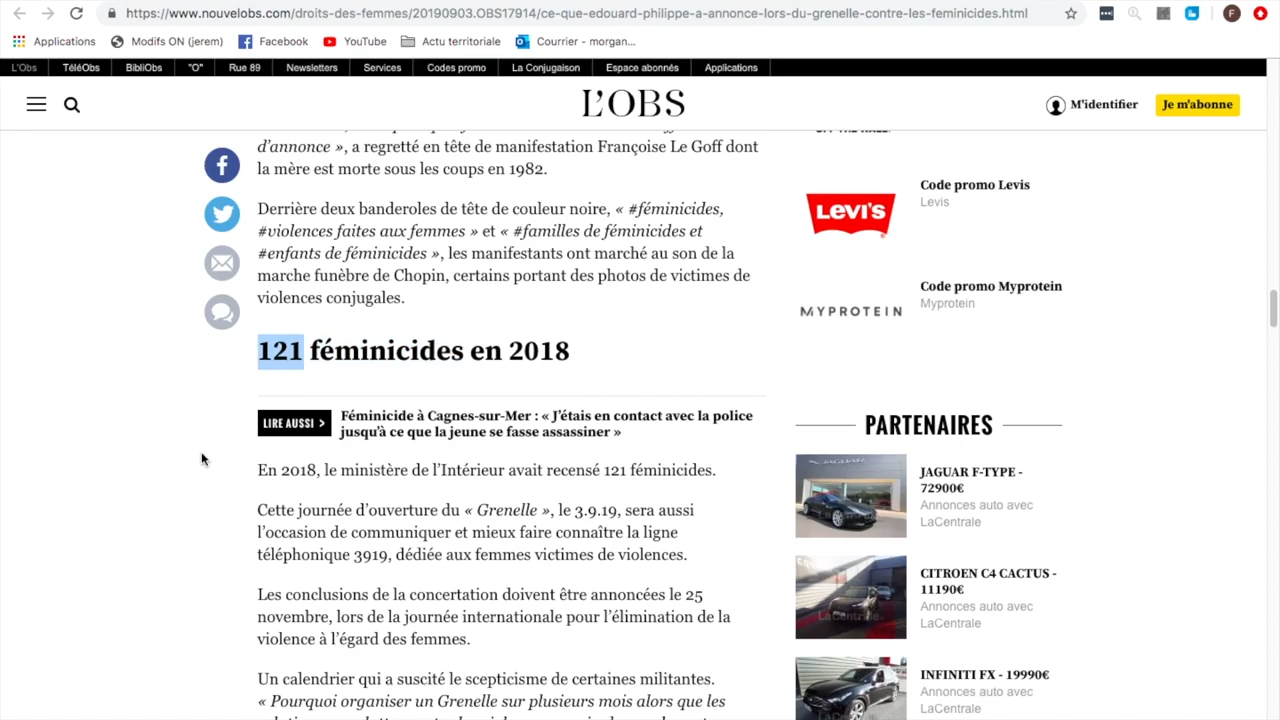 https://www.nouvelobs.com/droits-des-femmes/20190903.OBS17914/ce-que-edouard-philippe-a-annonce-lors-du-grenelle-contre-les-feminicides.html
F
Applications
Modifs ON (jerem)
Facebook
YouTube
Actu territoriale
Courrier - morgan...
L'Obs
TéléObs
BibliObs
"O"
Rue 89
Newsletters
Services
Codes promo
La Conjugaison
Espace abonnés
Applications
L'OBS
M'identifier
Je m'abonne
d'annonce », a regretté en tête de manifestation Françoise Le Goff dont
la mère est morte sous les coups en 1982.
Derrière deux banderoles de tête de couleur noire, « #féminicides,
#violences faites aux femmes » et « #familles de féminicides et
#enfants de féminicides », les manifestants ont marché au son de la
marche funèbre de Chopin, certains portant des photos de victimes de
violences conjugales.
121 féminicides en 2018
LIRE AUSSI >
Féminicide à Cagnes-sur-Mer : « J'étais en contact avec la police
jusqu'à ce que la jeune se fasse assassiner »
En 2018, le ministère de l'Intérieur avait recensé 121 féminicides.
Cette journée d'ouverture du « Grenelle », le 3.9.19, sera aussi
l'occasion de communiquer et mieux faire connaître la ligne
téléphonique 3919, dédiée aux femmes victimes de violences.
Les conclusions de la concertation doivent être annoncées le 25
novembre, lors de la journée internationale pour l'élimination de la
violence à l'égard des femmes.
Un calendrier qui a suscité le scepticisme de certaines militantes.
« Pourquoi organiser un Grenelle sur plusieurs mois alors que les
LEVI'S
Code promo Levis
Levis
MYPROTEIN
Code promo Myprotein
Myprotein
PARTENAIRES
JAGUAR
JAGUAR F-TYPE -
72900€
Annonces auto avec
LaCentrale
LaCentrale
CITROEN C4 CACTUS -
11190€
Annonces auto avec
LaCentrale
INFINITI FX - 19990€
Annonces auto avec
LaCentrale